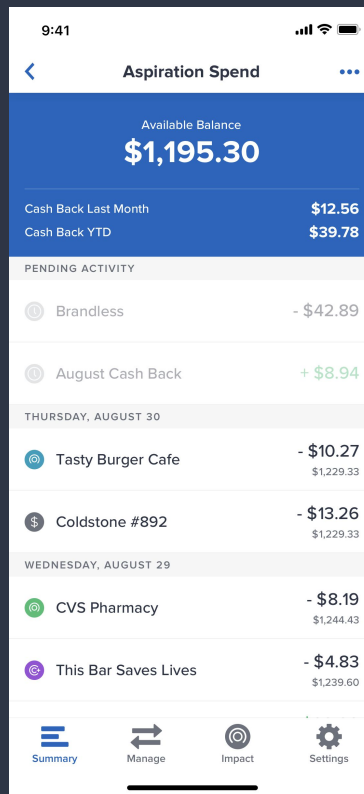 9:41
Aspiration Spend
Available Balance
$1,195.30
Cash Back Last Month $12.56
Cash Back YTD $39.78
PENDING ACTIVITY
Brandless - $42.89
August Cash Back + $8.94
THURSDAY, AUGUST 30
Tasty Burger Cafe - $10.27
$1,229.33
Coldstone #892 - $13.26
$1,229.33
WEDNESDAY, AUGUST 29
CVS Pharmacy - $8.19
$1,244.43
This Bar Saves Lives - $4.83
$1,239.60
Summary Manage Impact Settings